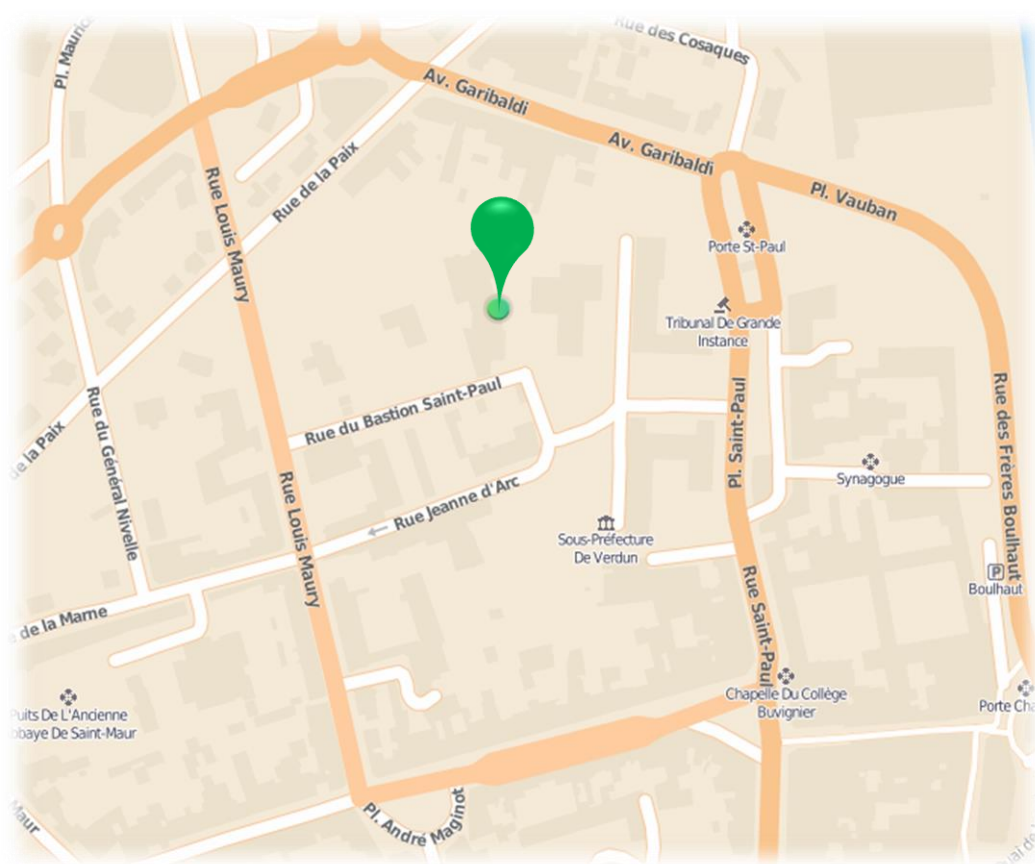 Rue des Cosaques
Pl. Maurice
Av. Garibaldi
Av. Garibaldi
Pl. Vauban
Rue de la Paix
Rue Louis Maury
Porte St-Paul
Tribunal De Grande
Instance
Rue du Bastion Saint-Paul
Pl. Saint-Paul
Rue des Frères Boulhaut
de la Paix
Rue du Général Nivelle
Rue Louis Maury
Rue Jeanne d'Arc
Synagogue
Sous-Préfecture
De Verdun
P
Boulhaut
Rue Saint-Paul
de la Marne
Chapelle Du Collège
Buvignier
Porte Cha
Puits De L'Ancienne
bbaye De Saint-Maur
Maur
Pl. André Maginot